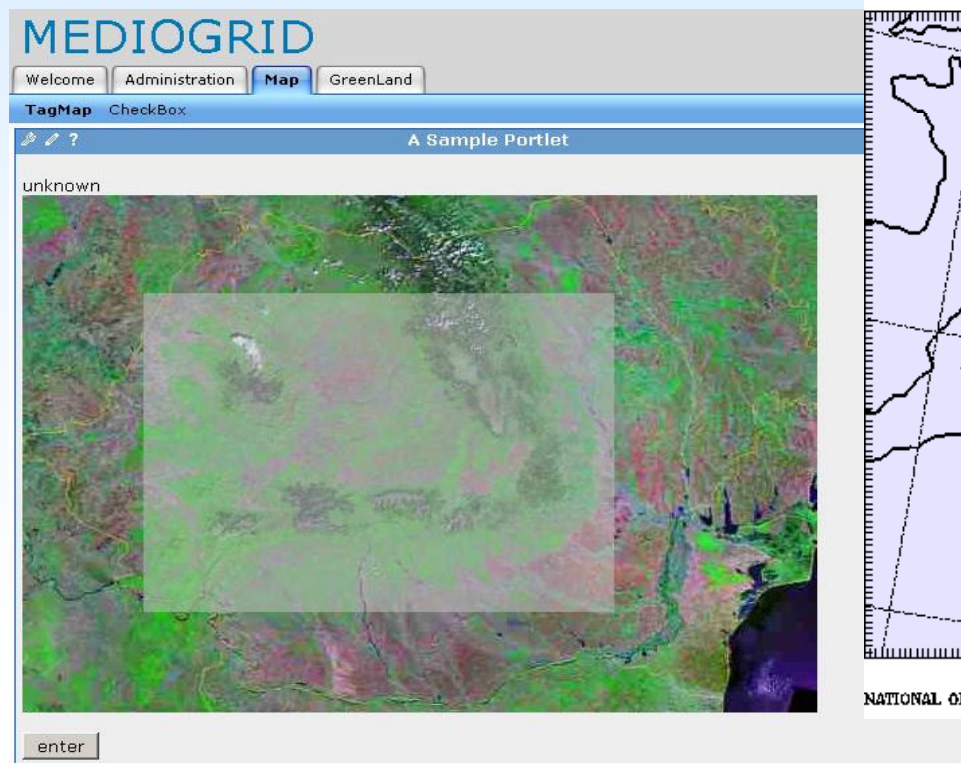 MEDIOGRID
Welcome Administration Map GreenLand
TagMap CheckBox
? A Sample Portlet
unknown
enter
NATIONAL